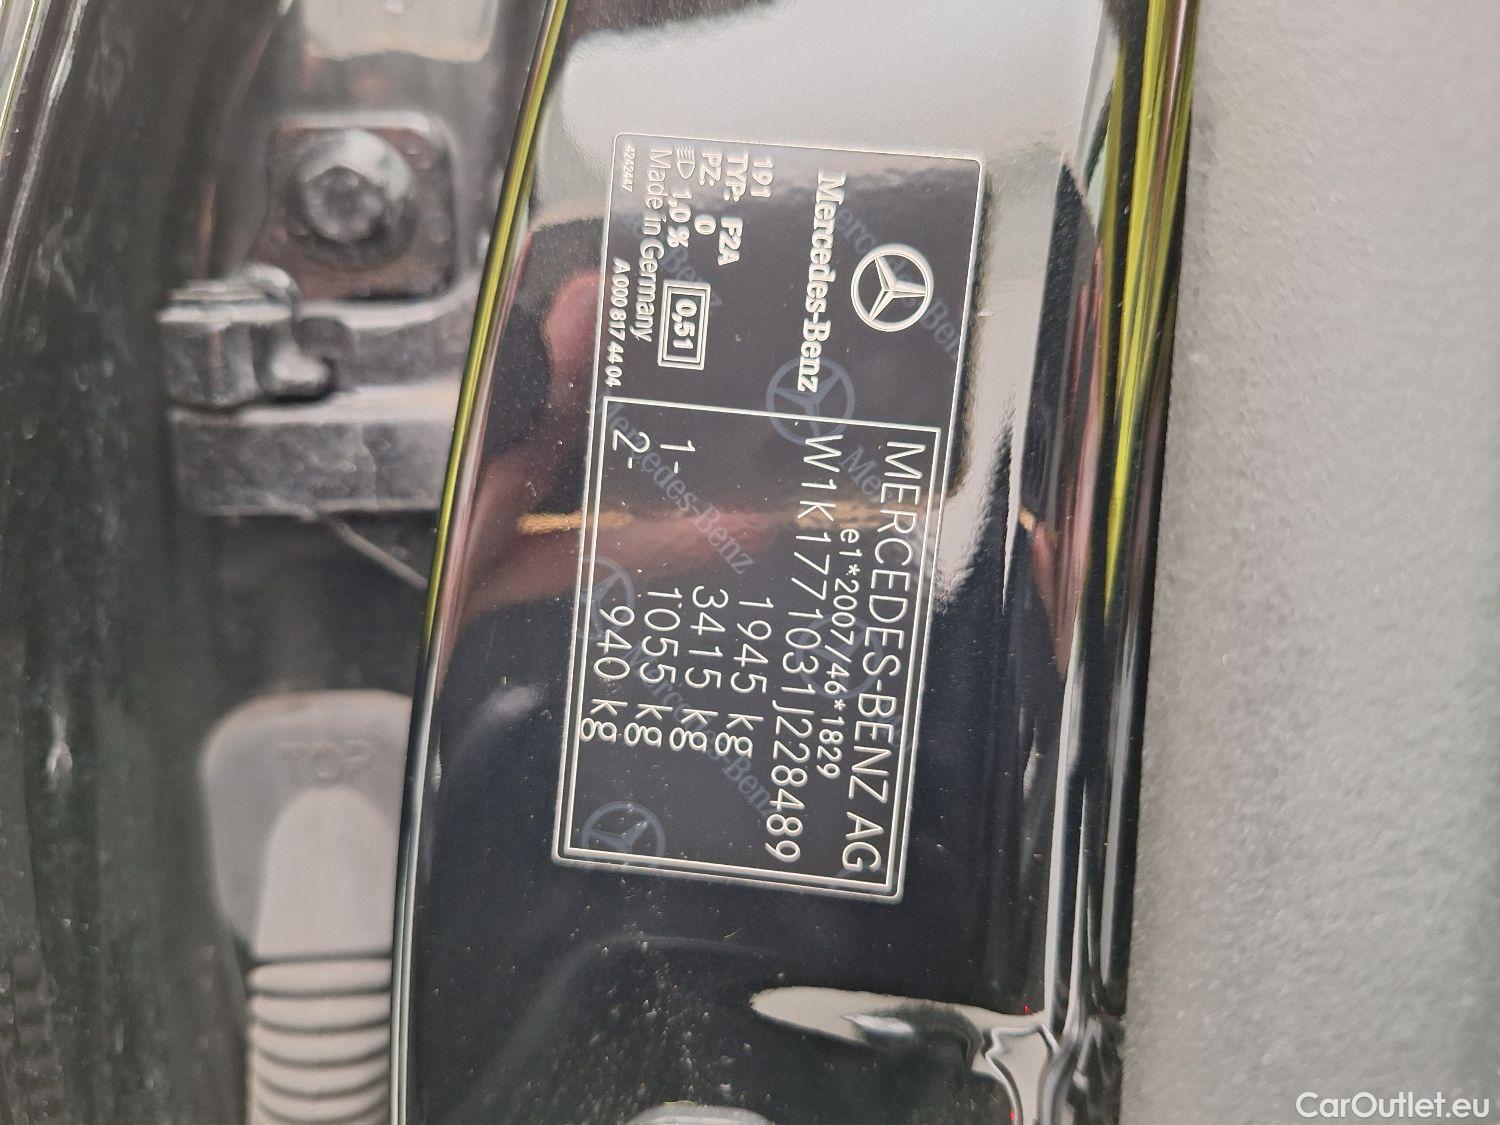 Mercedes-Benz
191
TYP: F2A
PZ: 0
1,0 % 0,51
Made in Germany
4242447 A 000 817 44 04
MERCEDES-BENZ AG
e1*2007/46*1829
W1K1771031J228489
1945 kg
3415 kg
1- 1055 kg
2- 940 kg
TOP
CarOutlet.eu